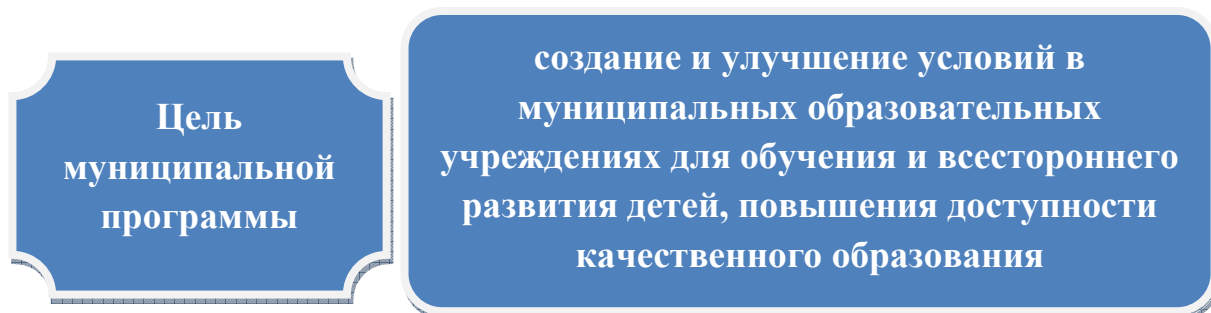 Цель
муниципальной
программы
создание и улучшение условий в
муниципальных образовательных
учреждениях для обучения и всестороннего
развития детей, повышения доступности
качественного образования